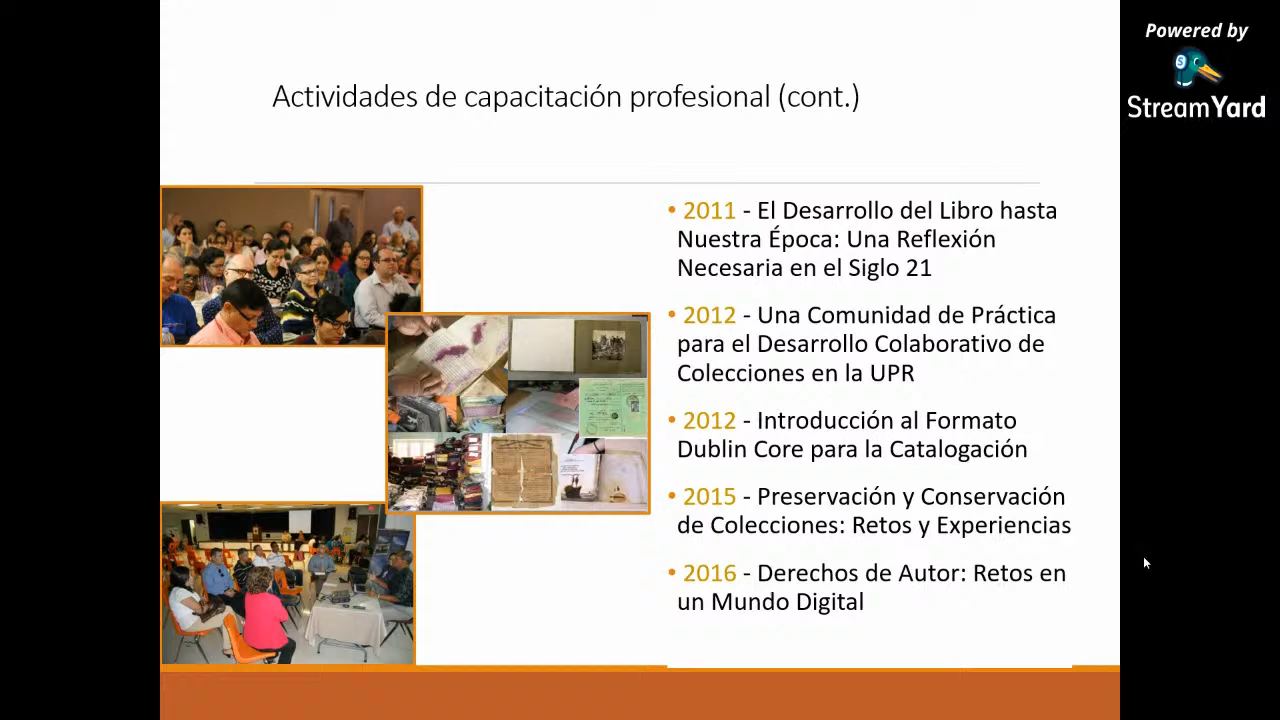 Powered by
StreamYard
Actividades de capacitación profesional (cont.)
• 2011 - El Desarrollo del Libro hasta
Nuestra Época: Una Reflexión
Necesaria en el Siglo 21
• 2012 - Una Comunidad de Práctica
para el Desarrollo Colaborativo de
Colecciones en la UPR
• 2012 - Introducción al Formato
Dublin Core para la Catalogación
• 2015 - Preservación y Conservación
de Colecciones: Retos y Experiencias
• 2016 - Derechos de Autor: Retos en
un Mundo Digital